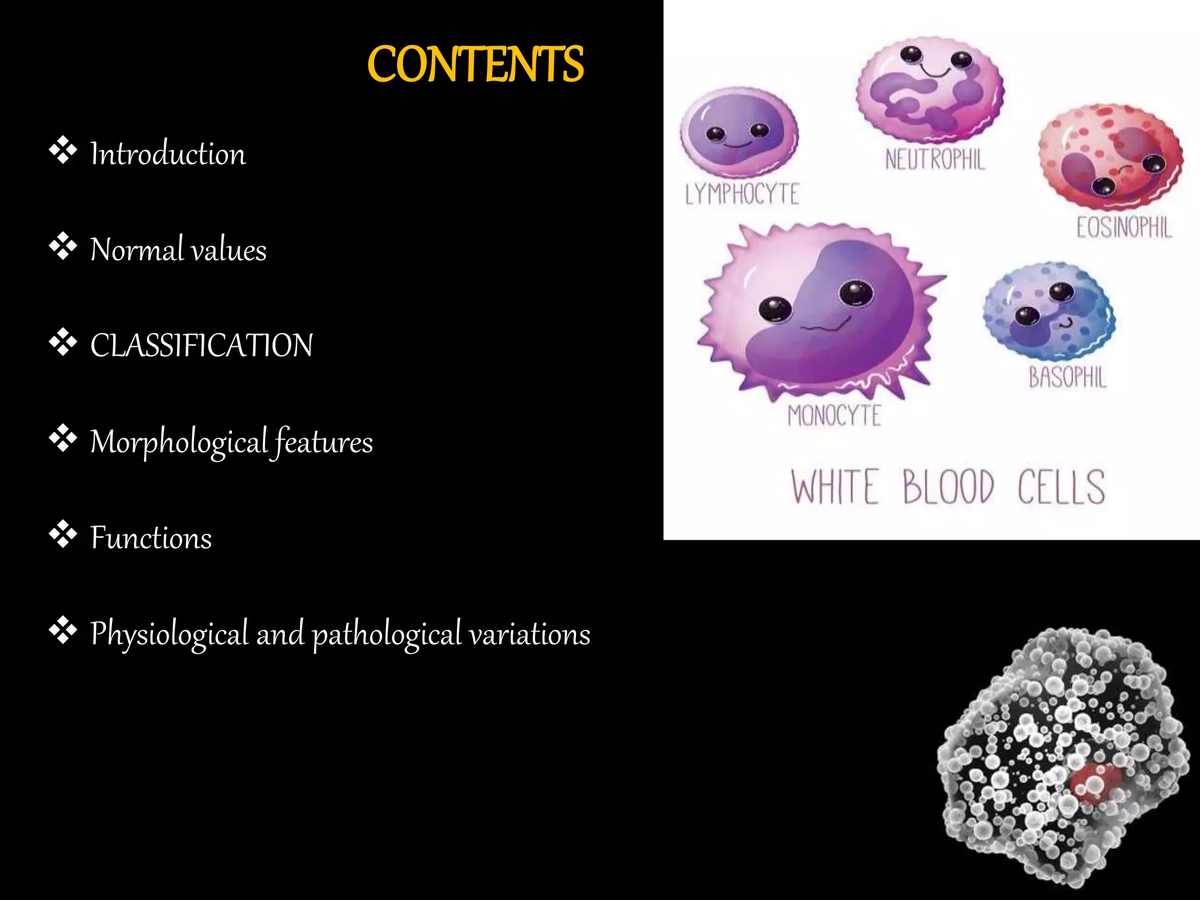 CONTENTS
❖ Introduction
❖ Normal values
❖ CLASSIFICATION
❖ Morphological features
❖ Functions
❖ Physiological and pathological variations
NEUTROPHIL
LYMPHOCYTE
EOSINOPHIL
BASOPHIL
MONOCYTE
WHITE BLOOD CELLS